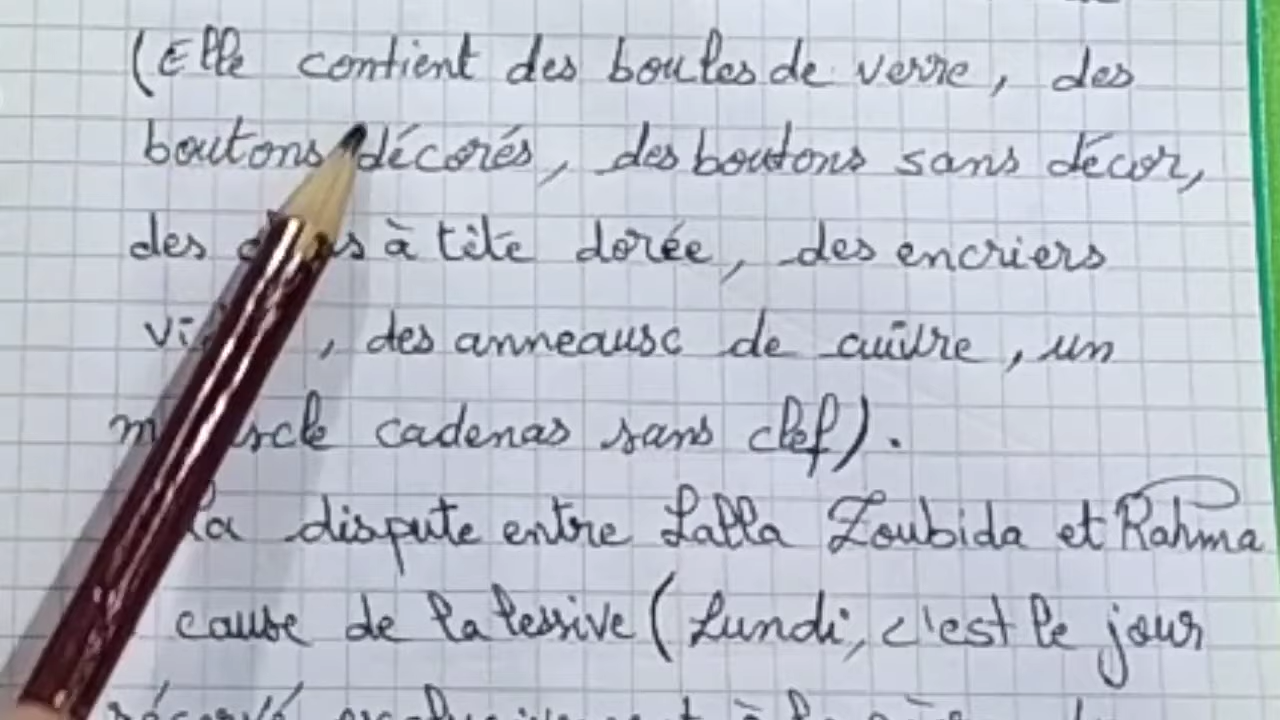 (Elle contient des boules de verre, des
boutons décorés, des boutons sans décor,
des à tête dorée, des encriers
, des anneaux de cuivre, un
cadenas sans clef).
La dispute entre Lalla Zoubida et Rahma
cause de la lessive (Lundi, c'est le jour